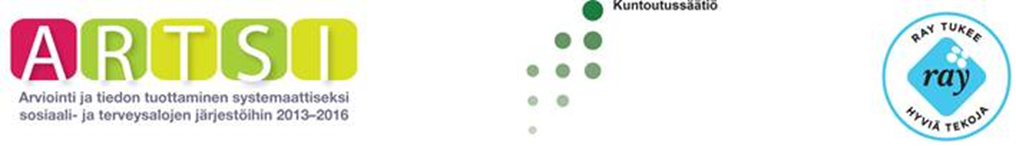 ARTSI
Arviointi ja tiedon tuottaminen systemaattiseksi
sosiaali- ja terveysalojen järjestöihin 2013–2016
Kuntoutussäätiö
RAY TUKEE
ray
HYVIÄ TEKOJA